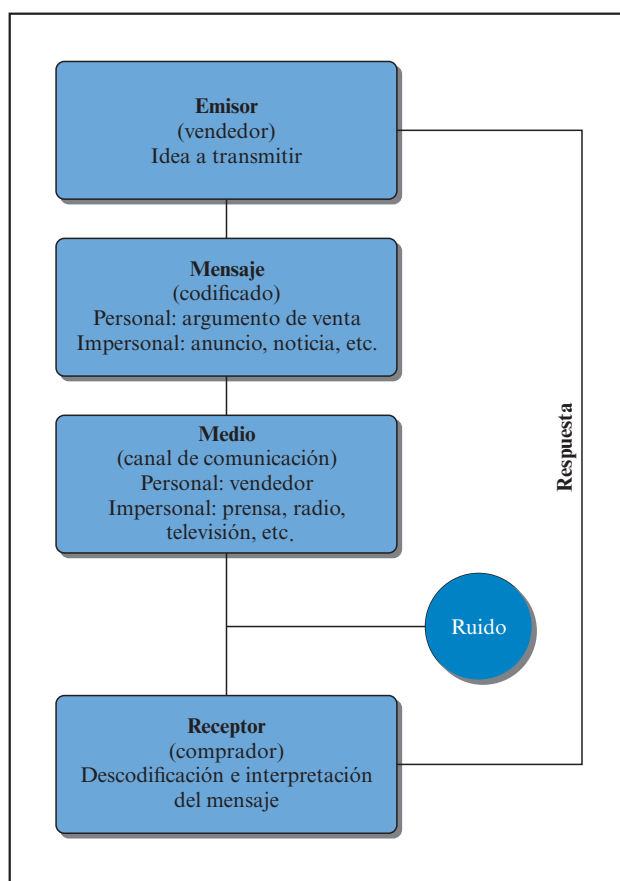 Emisor
(vendedor)
Idea a transmitir
Mensaje
(codificado)
Personal: argumento de venta
Impersonal: anuncio, noticia, etc.
Medio
(canal de comunicación)
Personal: vendedor
Impersonal: prensa, radio,
televisión, etc.
Respuesta
Ruido
Receptor
(comprador)
Descodificación e interpretación
del mensaje